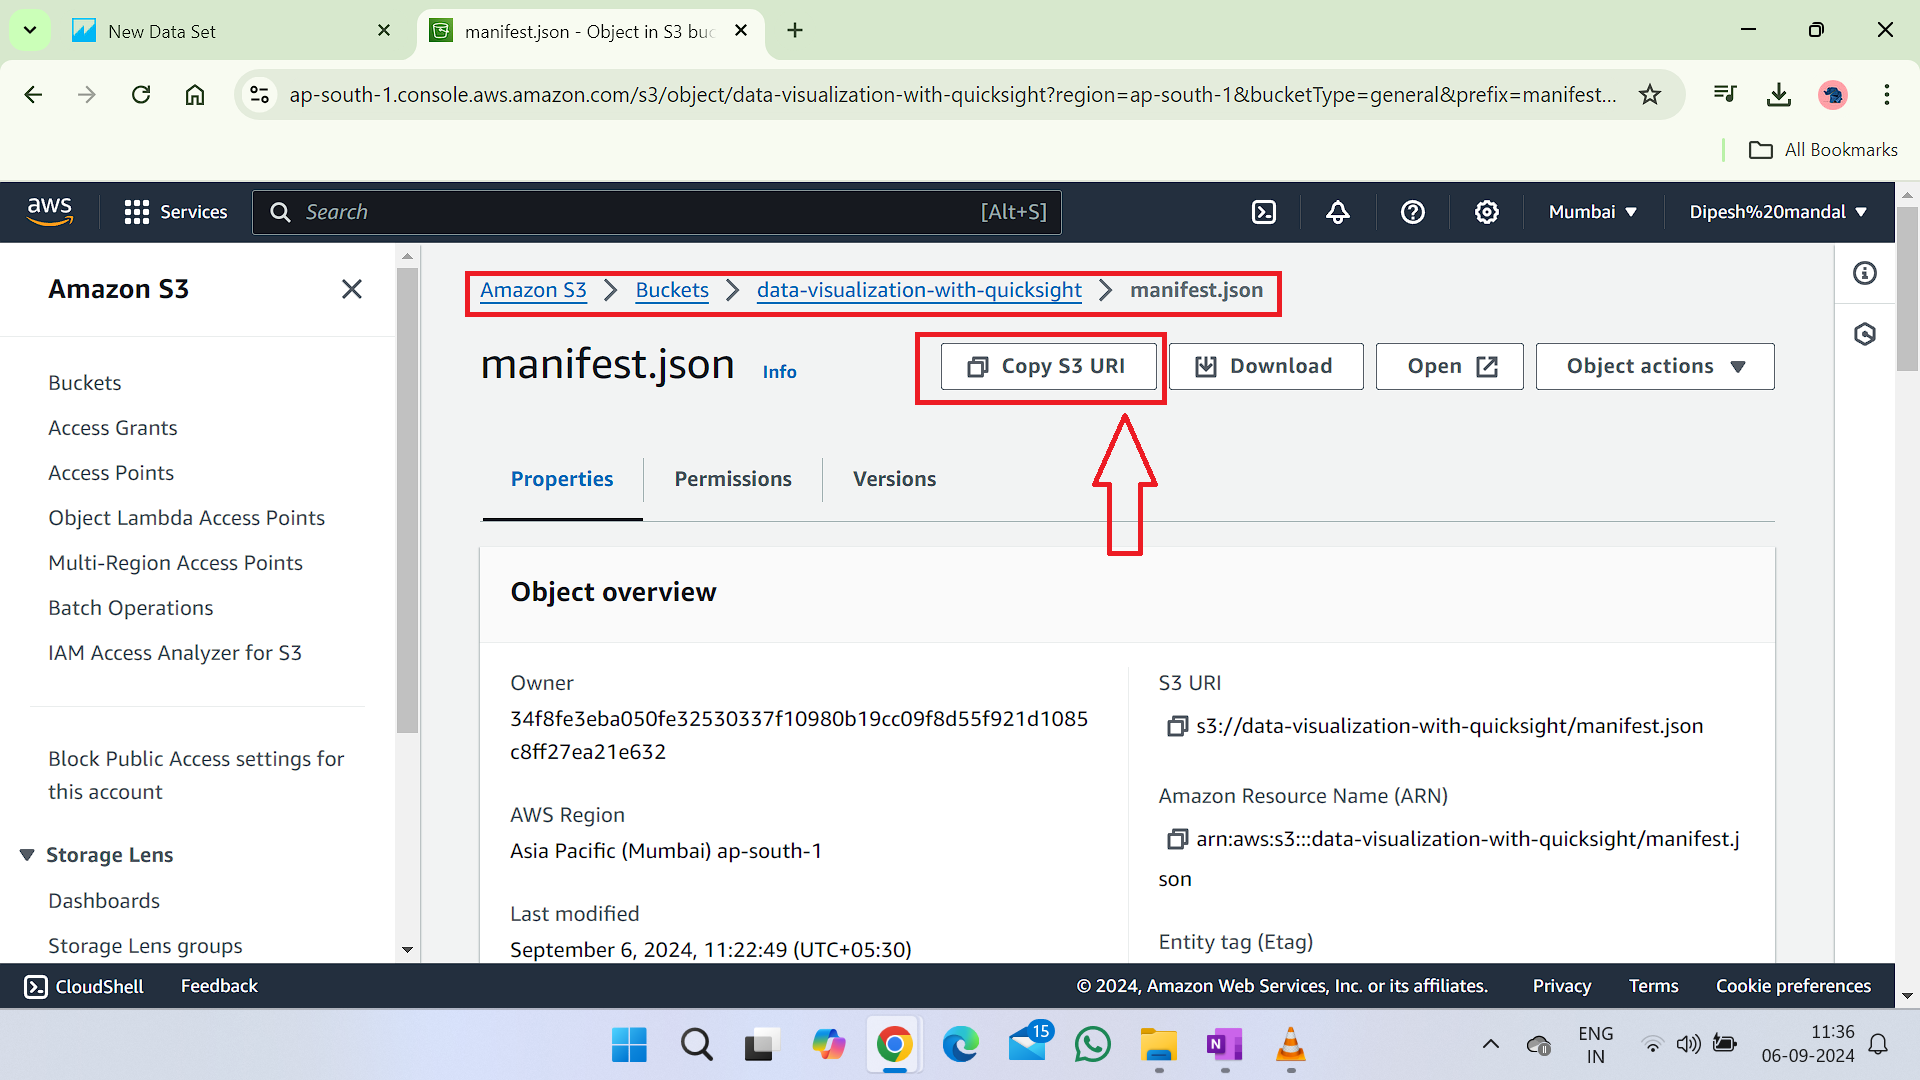 New Data Set
manifest.json - Object in S3 buc
ap-south-1.console.aws.amazon.com/s3/object/data-visualization-with-quicksight?region=ap-south-1&bucketType=general&prefix=manifest...
All Bookmarks
aws
Services
Search
[Alt+S]
Mumbai
Dipesh%20mandal
Amazon S3
Buckets
Access Grants
Access Points
Object Lambda Access Points
Multi-Region Access Points
Batch Operations
IAM Access Analyzer for S3
Block Public Access settings for
this account
Storage Lens
Dashboards
Storage Lens groups
Amazon S3 > Buckets > data-visualization-with-quicksight > manifest.json
manifest.json Info
Copy S3 URI
Download
Open
Object actions
Properties
Permissions
Versions
Object overview
Owner
34f8fe3eba050fe32530337f10980b19cc09f8d55f921d1085
c8ff27ea21e632
AWS Region
Asia Pacific (Mumbai) ap-south-1
Last modified
September 6, 2024, 11:22:49 (UTC+05:30)
S3 URI
s3://data-visualization-with-quicksight/manifest.json
Amazon Resource Name (ARN)
arn:aws:s3:::data-visualization-with-quicksight/manifest.j
son
Entity tag (Etag)
CloudShell
Feedback
© 2024, Amazon Web Services, Inc. or its affiliates.
Privacy
Terms
Cookie preferences
15
N
ENG
IN
11:36
06-09-2024